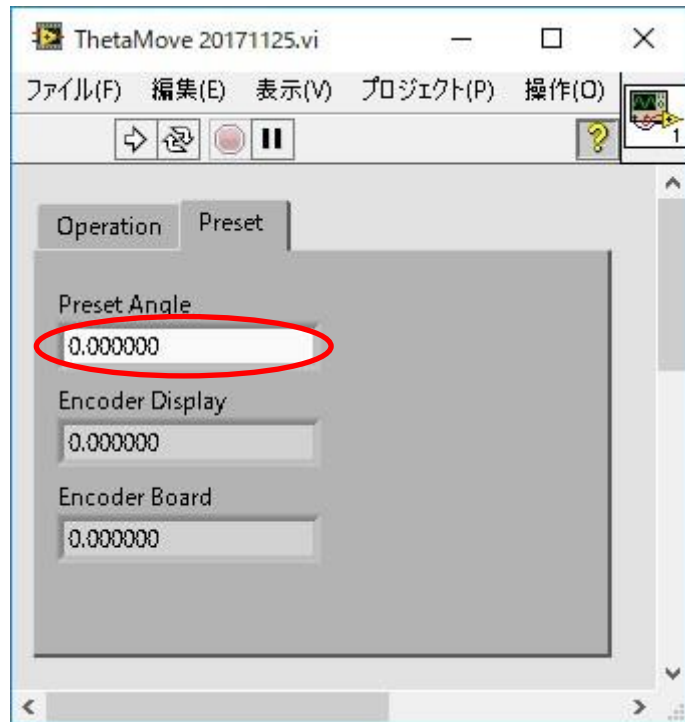 ThetaMove 20171125.vi
ファイル(F) 編集(E) 表示(V) プロジェクト(P) 操作(O)
?
1
Operation Preset
Preset Angle
0.000000
Encoder Display
0.000000
Encoder Board
0.000000